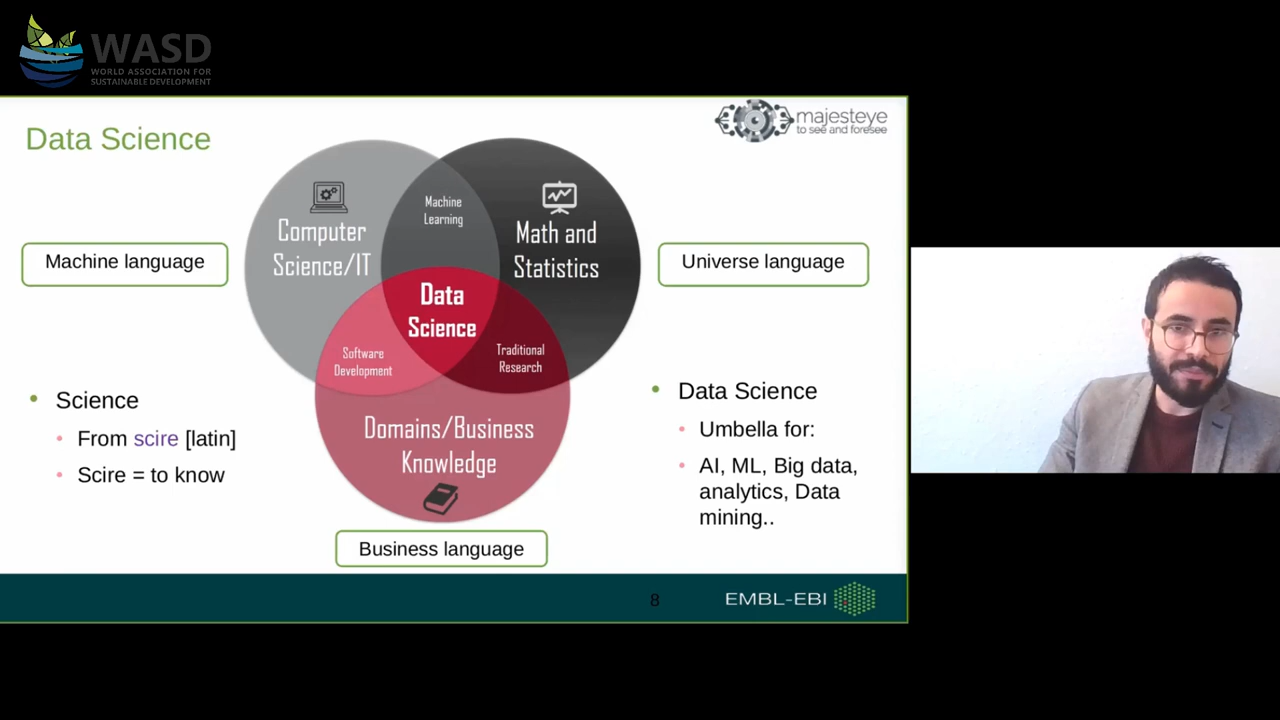 WASD
WORLD ASSOCIATION FOR
SUSTAINABLE DEVELOPMENT
majesteye
to see and foresee
Data Science
Machine
Learning
Computer
Science/IT
Math and
Statistics
Machine language
Universe language
Data
Science
Software
Development
Traditional
Research
Domains/Business
Knowledge
Business language
Science
From scire [latin]
Scire = to know
Data Science
Umbella for:
AI, ML, Big data,
analytics, Data
mining..
8
EMBL-EBI